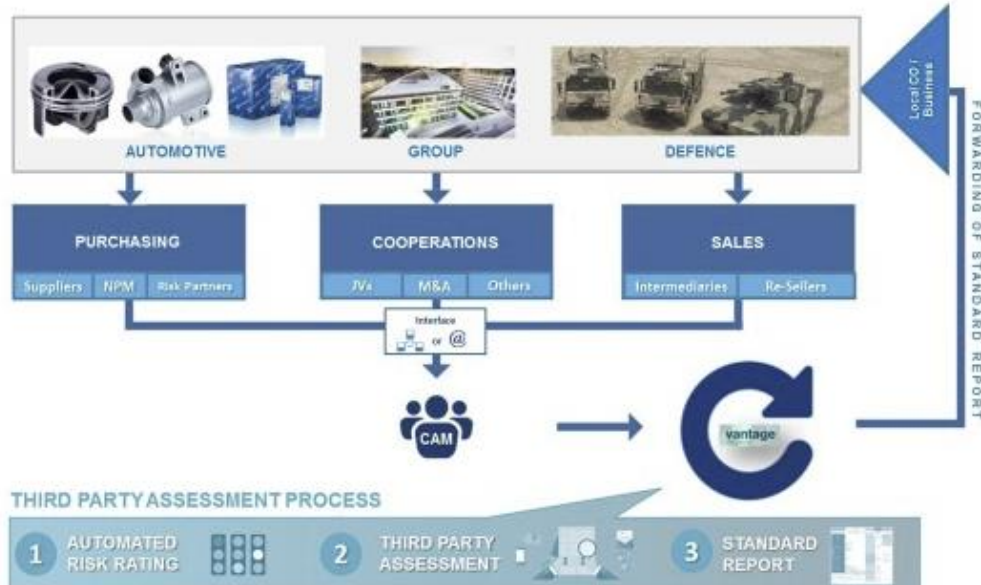 AUTOMOTIVE
GROUP
DEFENCE
Local CO /
Business
PURCHASING
Suppliers
NPM
Risk Partners
COOPERATIONS
JVs
M&A
Others
SALES
Intermediaries
Re-Sellers
Interface
or @
CAM
vantage
FORWARDING OF STANDARD REPORT
THIRD PARTY ASSESSMENT PROCESS
1 AUTOMATED
RISK RATING
2 THIRD PARTY
ASSESSMENT
3 STANDARD
REPORT